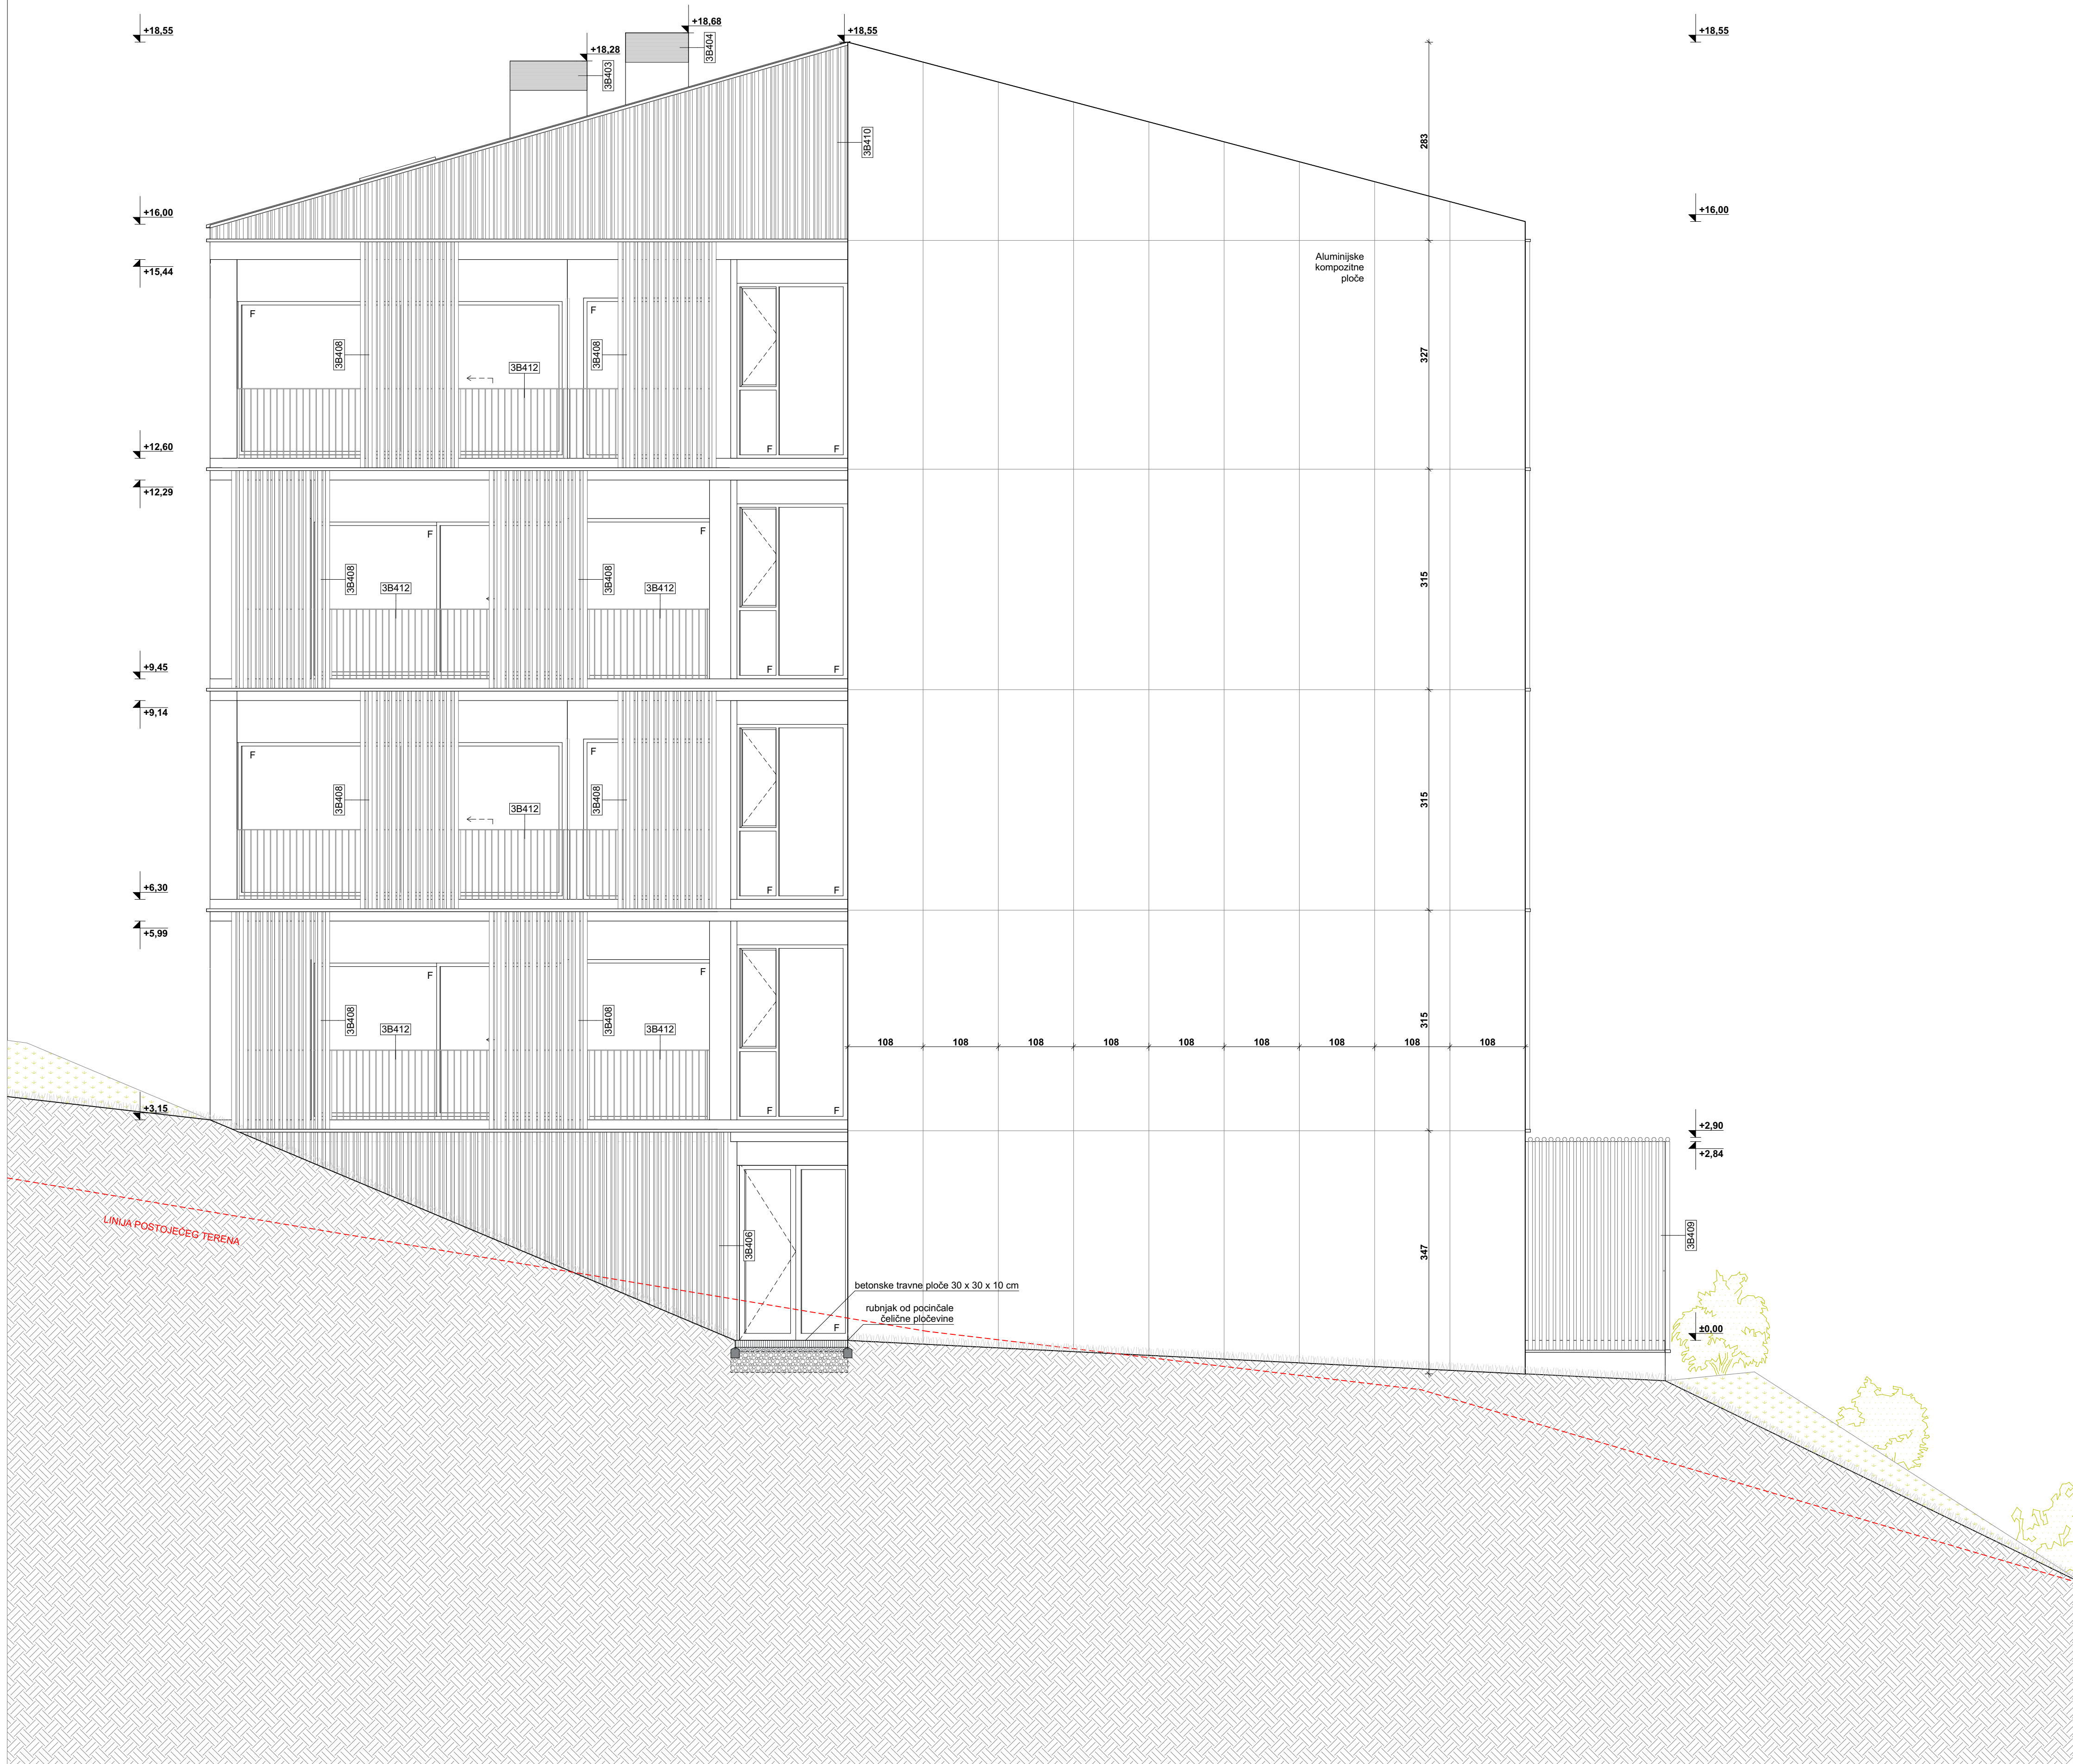 +18,55
+18,68
+18,55
+18,55
+18,28
3B404
3B403
3B410
283
+16,00
+16,00
+15,44
Aluminijske
kompozitne
ploče
F
F
3B408
3B408
3B412
327
F
F
+12,60
+12,29
F
F
3B408
3B408
3B412
3B412
315
F
F
+9,45
+9,14
F
F
3B408
3B408
3B412
315
F
F
+6,30
+5,99
F
F
3B408
3B408
3B412
3B412
315
108
108
108
108
108
108
108
108
108
F
F
+3,15
+2,90
+2,84
LINIJA POSTOJEĆEG TERENA
3B406
3B409
347
betonske travne ploče 30 x 30 x 10 cm
rubnjak od pocinčale
čelične pločevine
F
±0,00